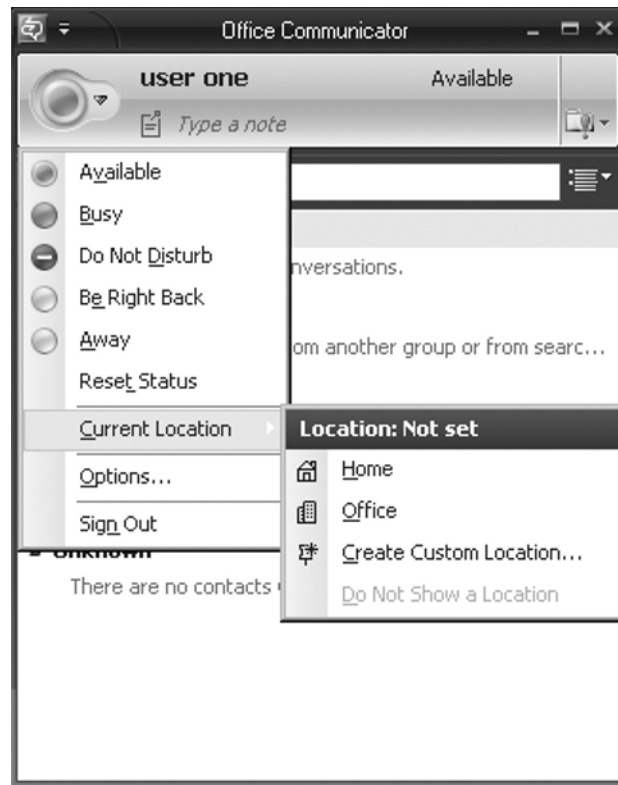 Office Communicator
user one Available
Type a note
Available
Busy
Do Not Disturb
nversations.
Be Right Back
Away
om another group or from searc...
Reset Status
Current Location
Location: Not set
Home
Options...
Office
Sign Out
Create Custom Location...
Unknown
There are no contacts
Do Not Show a Location